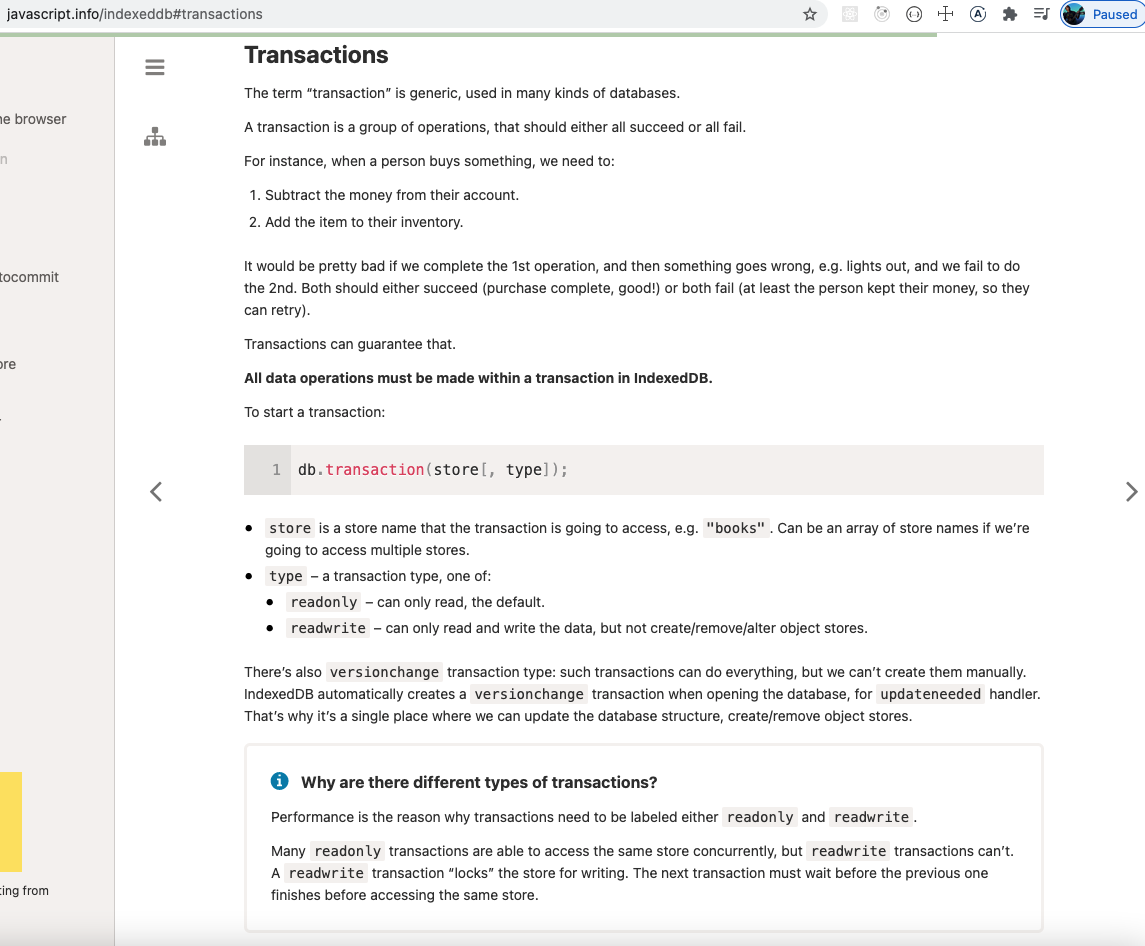 javascript.info/indexeddb#transactions
Paused
Transactions
The term “transaction” is generic, used in many kinds of databases.
he browser
A transaction is a group of operations, that should either all succeed or all fail.
n
For instance, when a person buys something, we need to:
1. Subtract the money from their account.
2. Add the item to their inventory.
tocommit
It would be pretty bad if we complete the 1st operation, and then something goes wrong, e.g. lights out, and we fail to do
the 2nd. Both should either succeed (purchase complete, good!) or both fail (at least the person kept their money, so they
can retry).
Transactions can guarantee that.
ore
All data operations must be made within a transaction in IndexedDB.
To start a transaction:
1 db.transaction(store[, type]);
● store is a store name that the transaction is going to access, e.g. "books". Can be an array of store names if we’re
going to access multiple stores.
● type – a transaction type, one of:
● readonly – can only read, the default.
● readwrite – can only read and write the data, but not create/remove/alter object stores.
There’s also versionchange transaction type: such transactions can do everything, but we can’t create them manually.
IndexedDB automatically creates a versionchange transaction when opening the database, for updateneeded handler.
That’s why it’s a single place where we can update the database structure, create/remove object stores.
Why are there different types of transactions?
Performance is the reason why transactions need to be labeled either readonly and readwrite.
Many readonly transactions are able to access the same store concurrently, but readwrite transactions can’t.
A readwrite transaction “locks” the store for writing. The next transaction must wait before the previous one
finishes before accessing the same store.
ting from